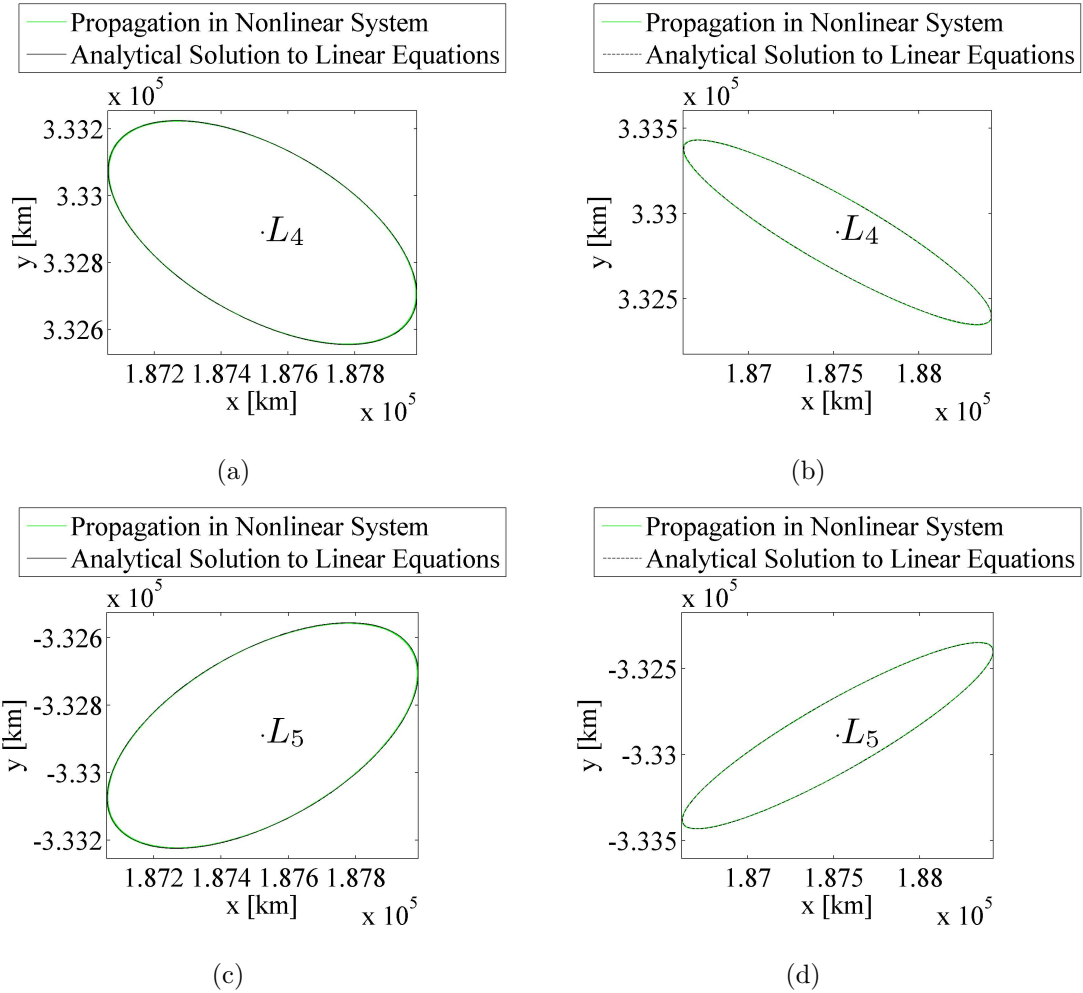 Propagation in Nonlinear System
Analytical Solution to Linear Equations
x 10^5
3.332
3.33
3.328
3.326
y [km]
·L_4
1.872 1.874 1.876 1.878
x [km]
x 10^5
(a)
Propagation in Nonlinear System
Analytical Solution to Linear Equations
x 10^5
3.335
3.33
3.325
y [km]
·L_4
1.87 1.875 1.88
x [km]
x 10^5
(b)
Propagation in Nonlinear System
Analytical Solution to Linear Equations
x 10^5
-3.326
-3.328
-3.33
-3.332
y [km]
·L_5
1.872 1.874 1.876 1.878
x [km]
x 10^5
(c)
Propagation in Nonlinear System
Analytical Solution to Linear Equations
x 10^5
-3.325
-3.33
-3.335
y [km]
·L_5
1.87 1.875 1.88
x [km]
x 10^5
(d)